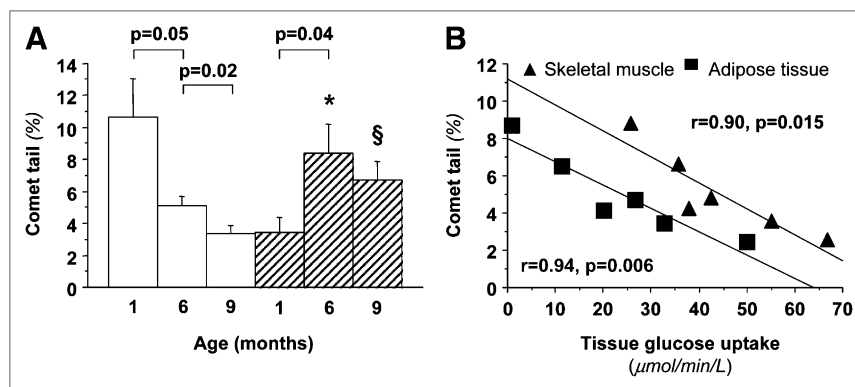 A
p=0.05
p=0.04
p=0.02
Comet tail (%)
14
12
10
8
6
4
2
0
*
§
1 6 9 1 6 9
Age (months)
B
▲ Skeletal muscle ■ Adipose tissue
Comet tail (%)
12
10
8
6
4
2
0
r=0.90, p=0.015
r=0.94, p=0.006
0 10 20 30 40 50 60 70
Tissue glucose uptake
(μmol/min/L)